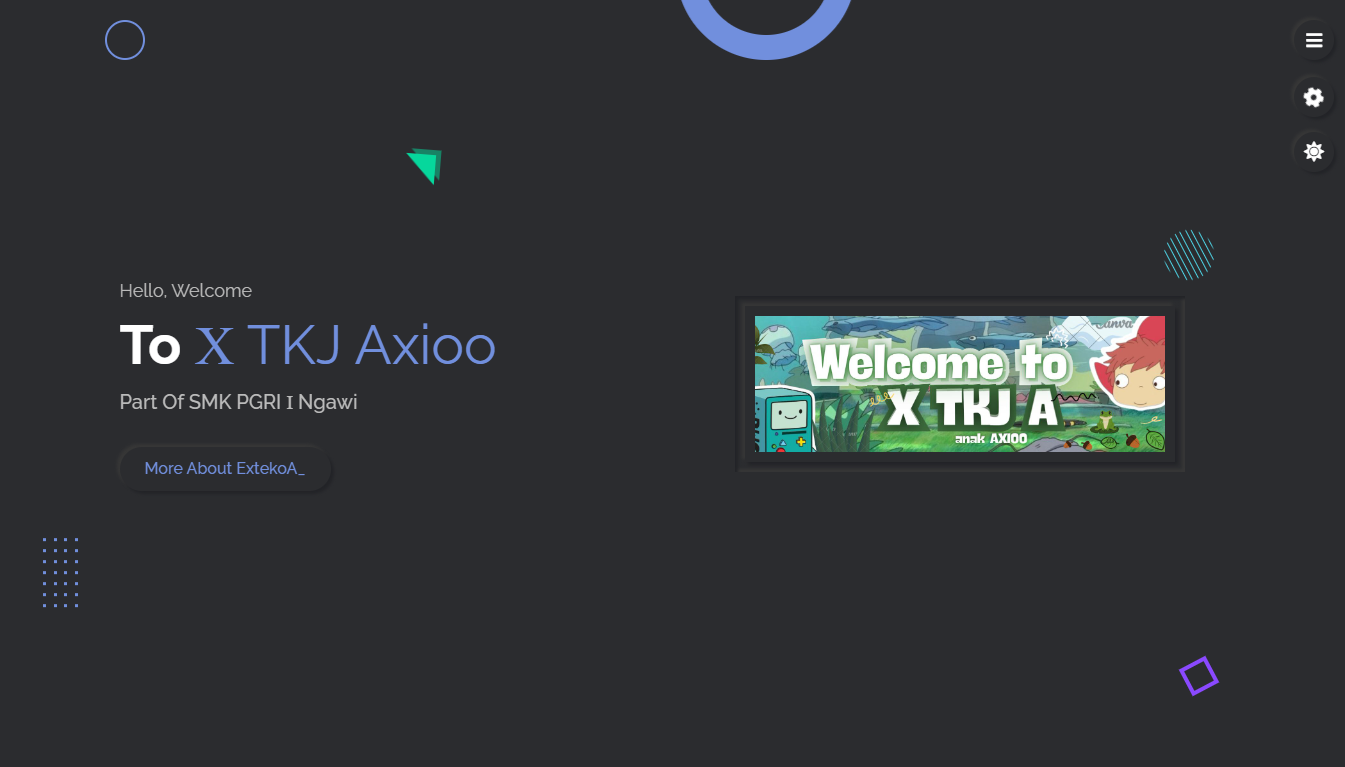 Hello, Welcome
To X TKJ Axioo
Part Of SMK PGRI I Ngawi
More About ExtekoA_
Canva
Welcome to
X TKJ A
anak AXIOO